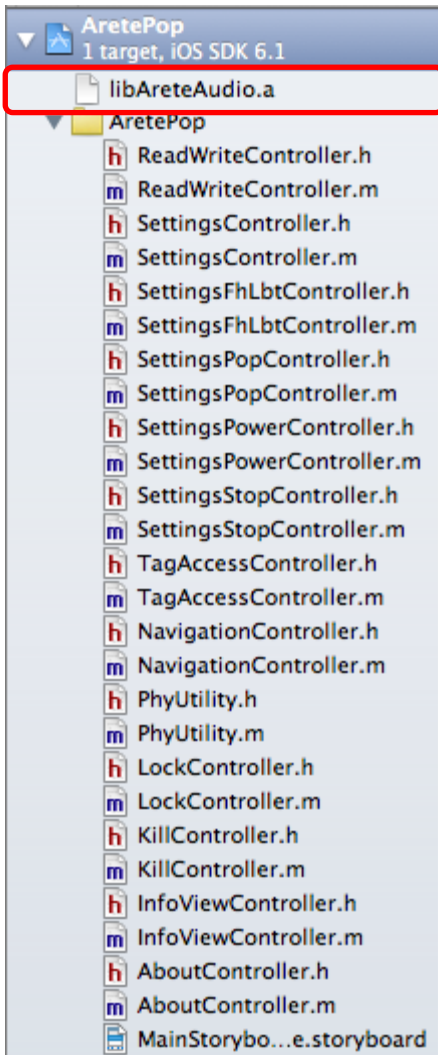 AretePop
1 target, iOS SDK 6.1
libAreteAudio.a
AretePop
h ReadWriteController.h
m ReadWriteController.m
h SettingsController.h
m SettingsController.m
h SettingsFhLbtController.h
m SettingsFhLbtController.m
h SettingsPopController.h
m SettingsPopController.m
h SettingsPowerController.h
m SettingsPowerController.m
h SettingsStopController.h
m SettingsStopController.m
h TagAccessController.h
m TagAccessController.m
h NavigationController.h
m NavigationController.m
h PhyUtility.h
m PhyUtility.m
h LockController.h
m LockController.m
h KillController.h
m KillController.m
h InfoViewController.h
m InfoViewController.m
h AboutController.h
m AboutController.m
MainStorybo...e.storyboard